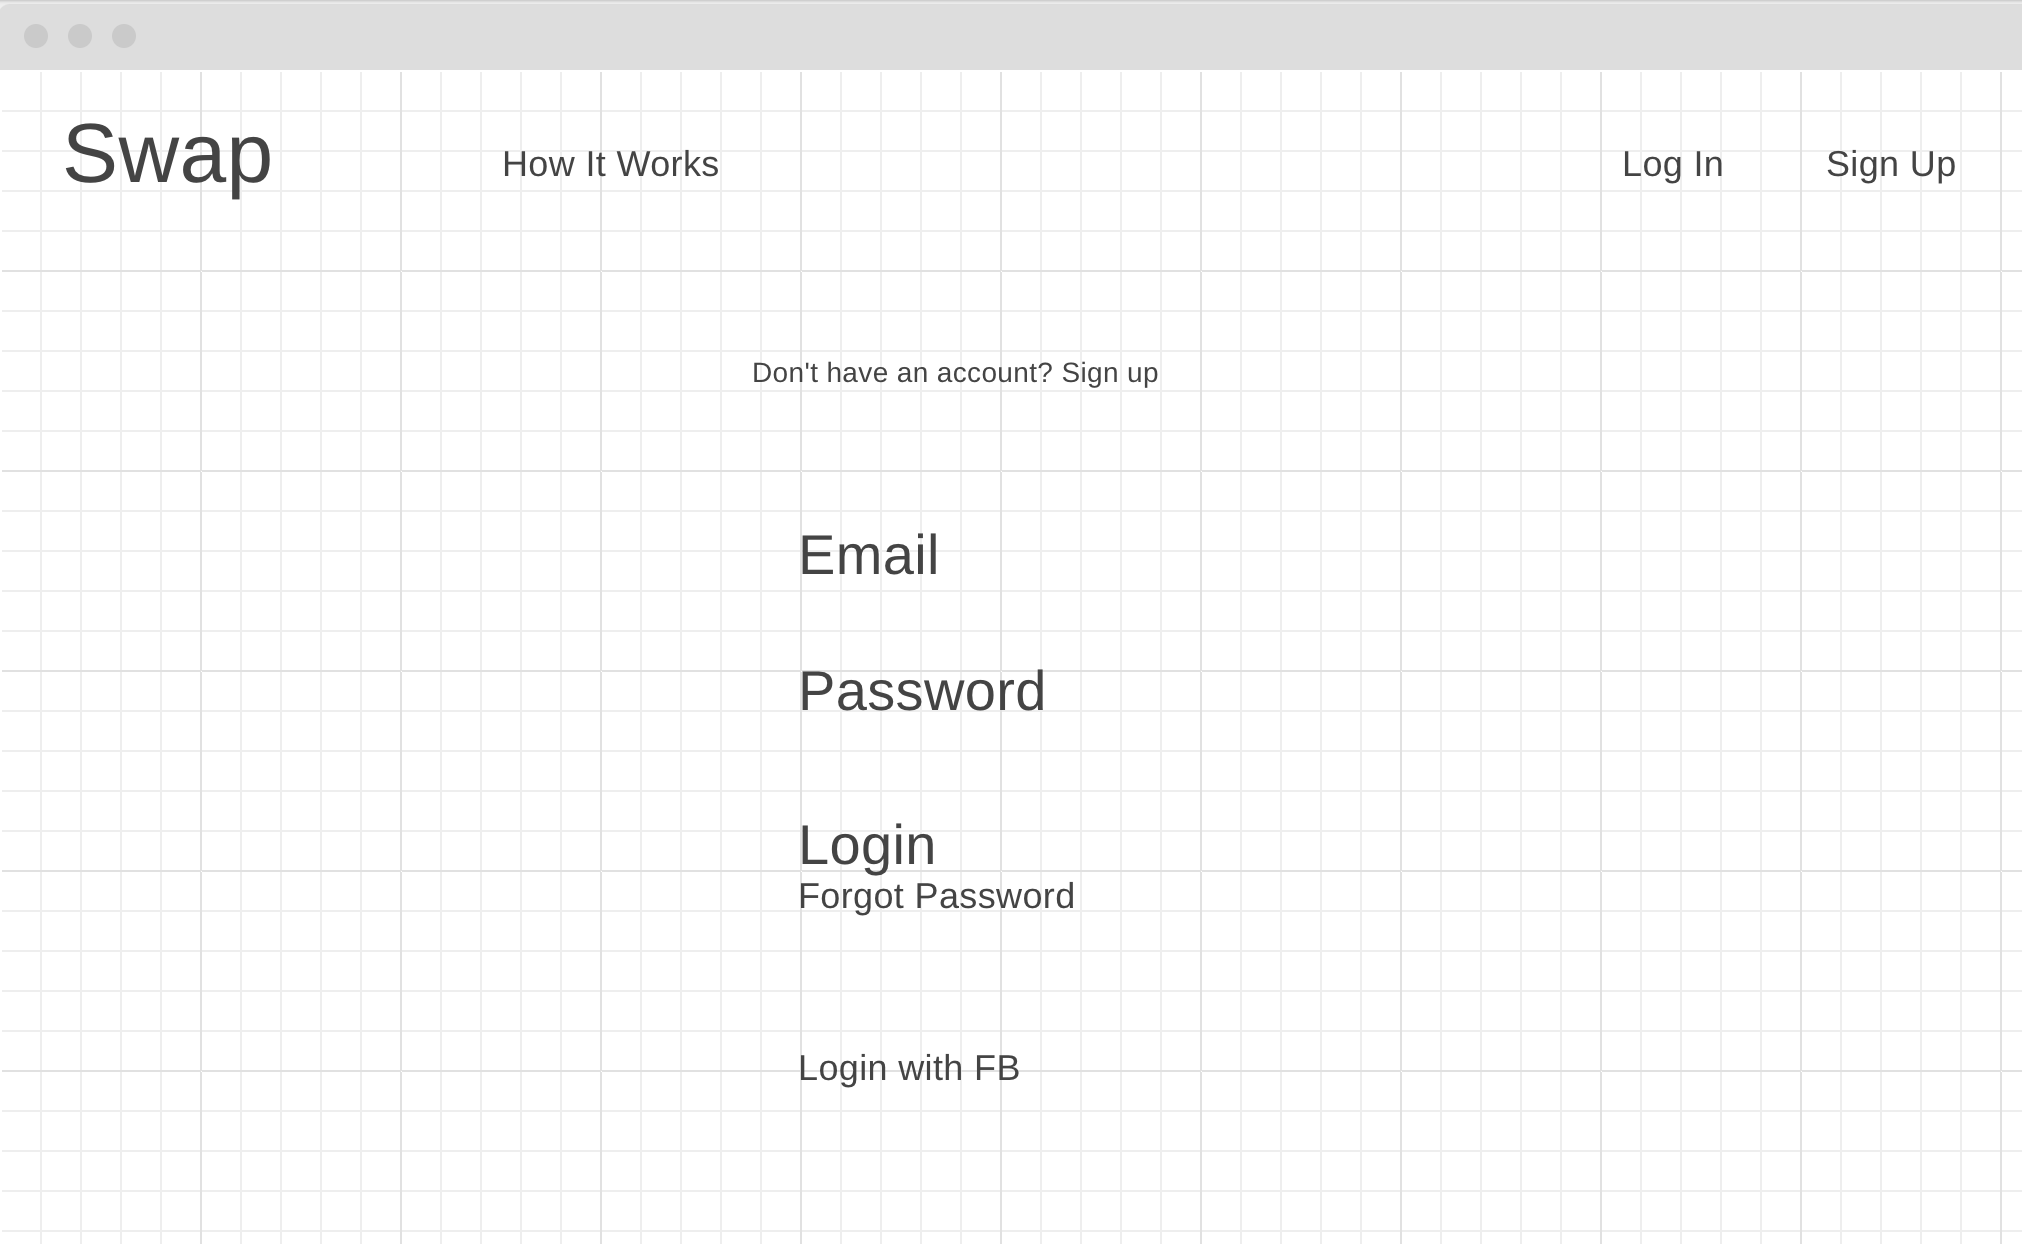 Swap
How It Works
Log In
Sign Up
Don't have an account? Sign up
Email
Password
Login
Forgot Password
Login with FB